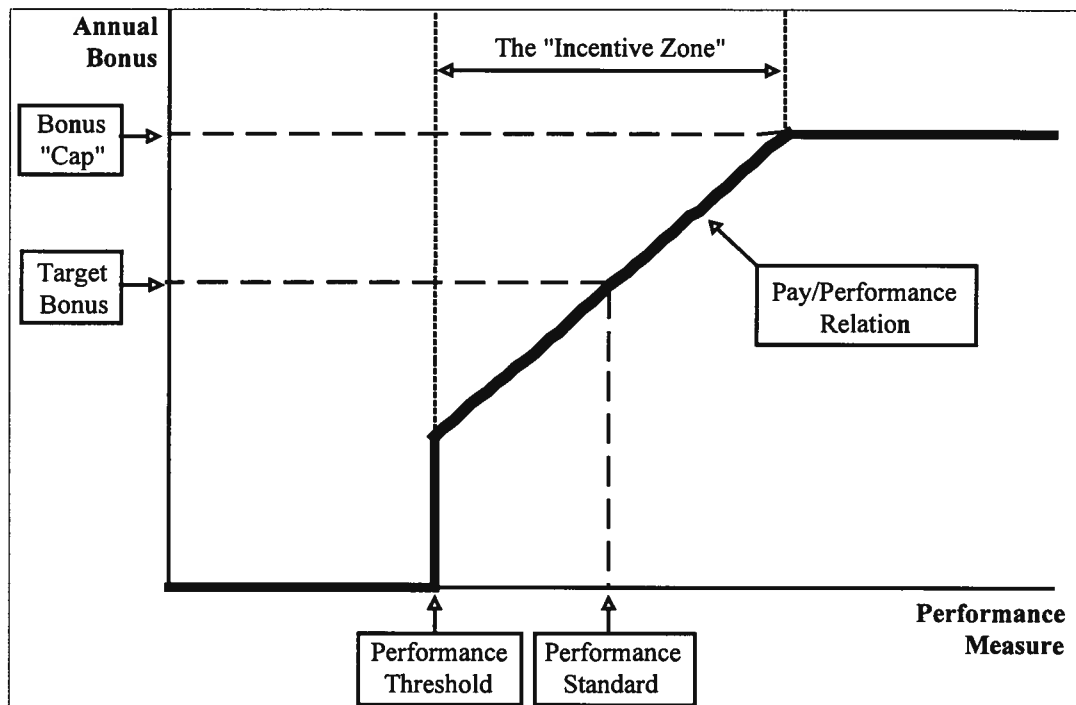 Annual
Bonus
The "Incentive Zone"
Bonus
"Cap"
Target
Bonus
Pay/Performance
Relation
Performance
Measure
Performance
Threshold
Performance
Standard